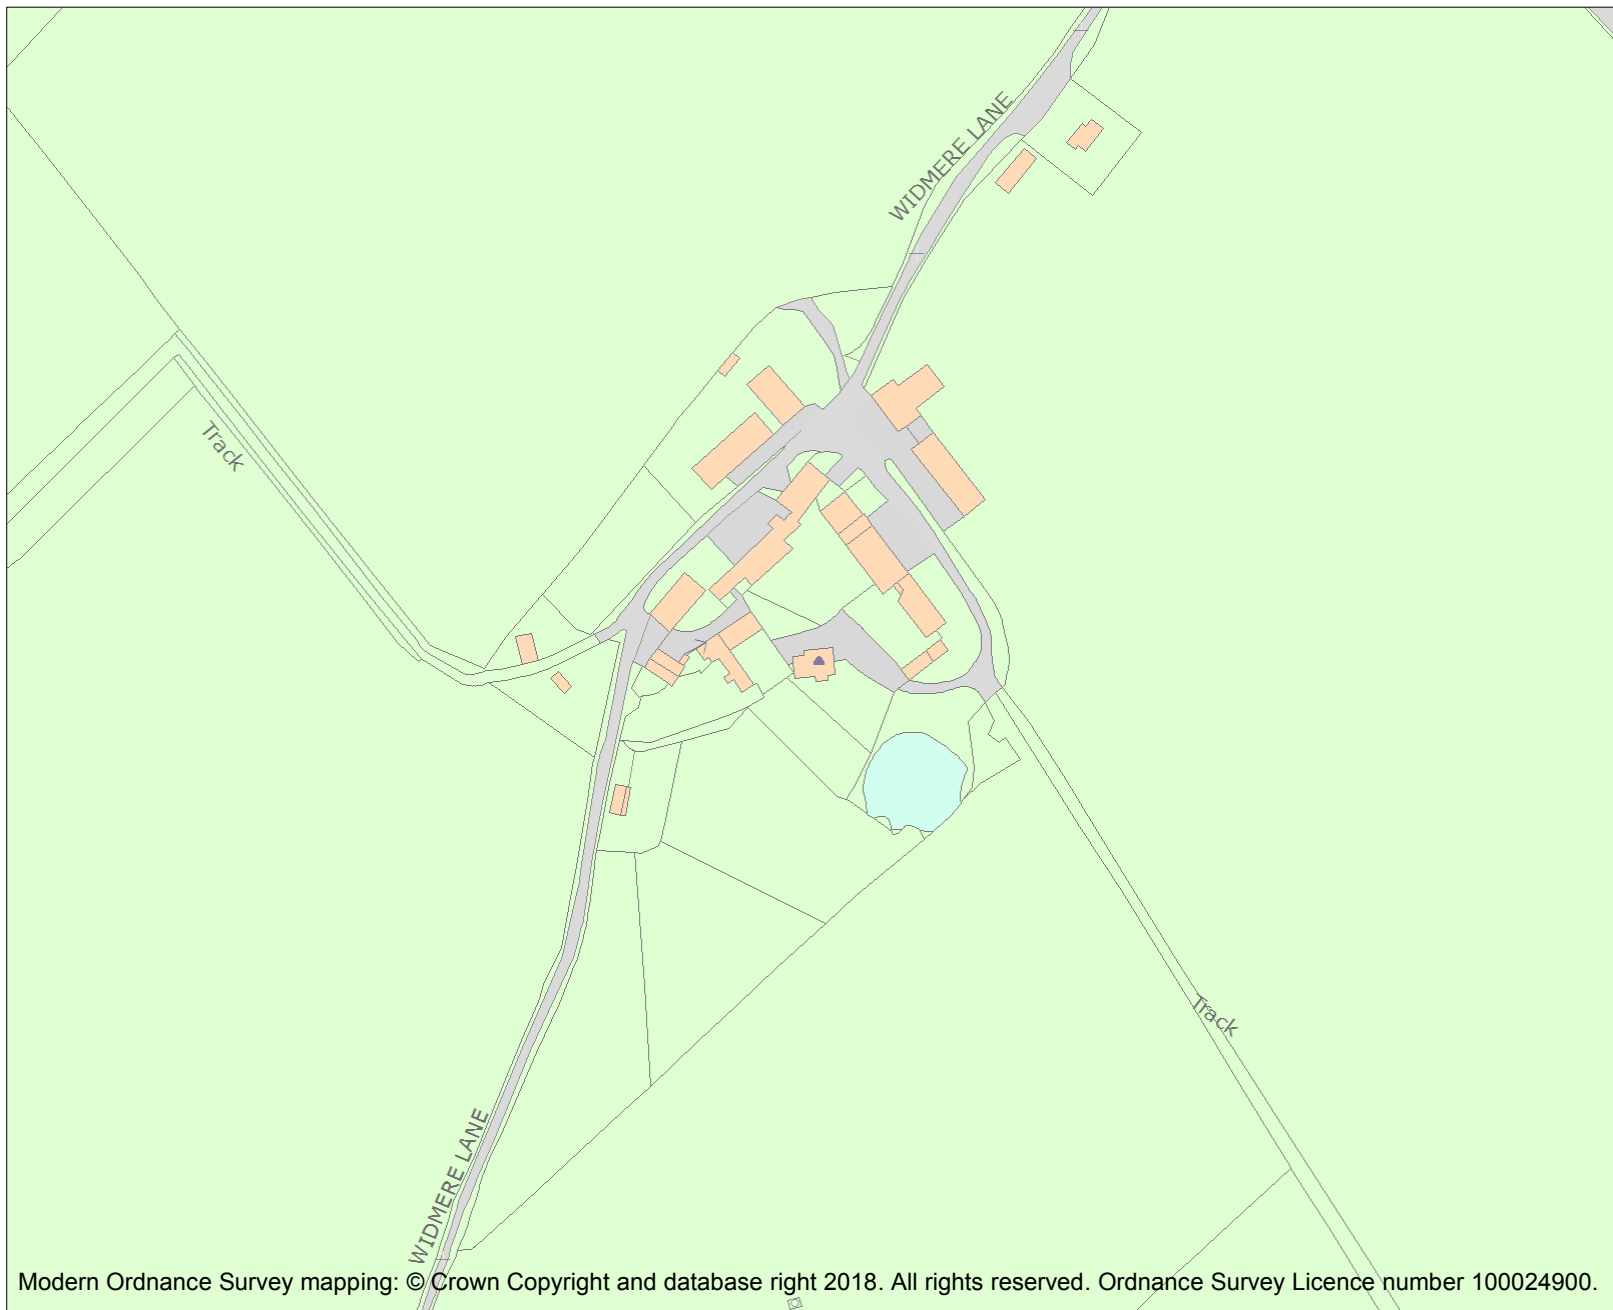 WIDMERE LANE
Track
Track
WIDMERE LANE
Modern Ordnance Survey mapping: © Crown Copyright and database right 2018. All rights reserved. Ordnance Survey Licence number 100024900.